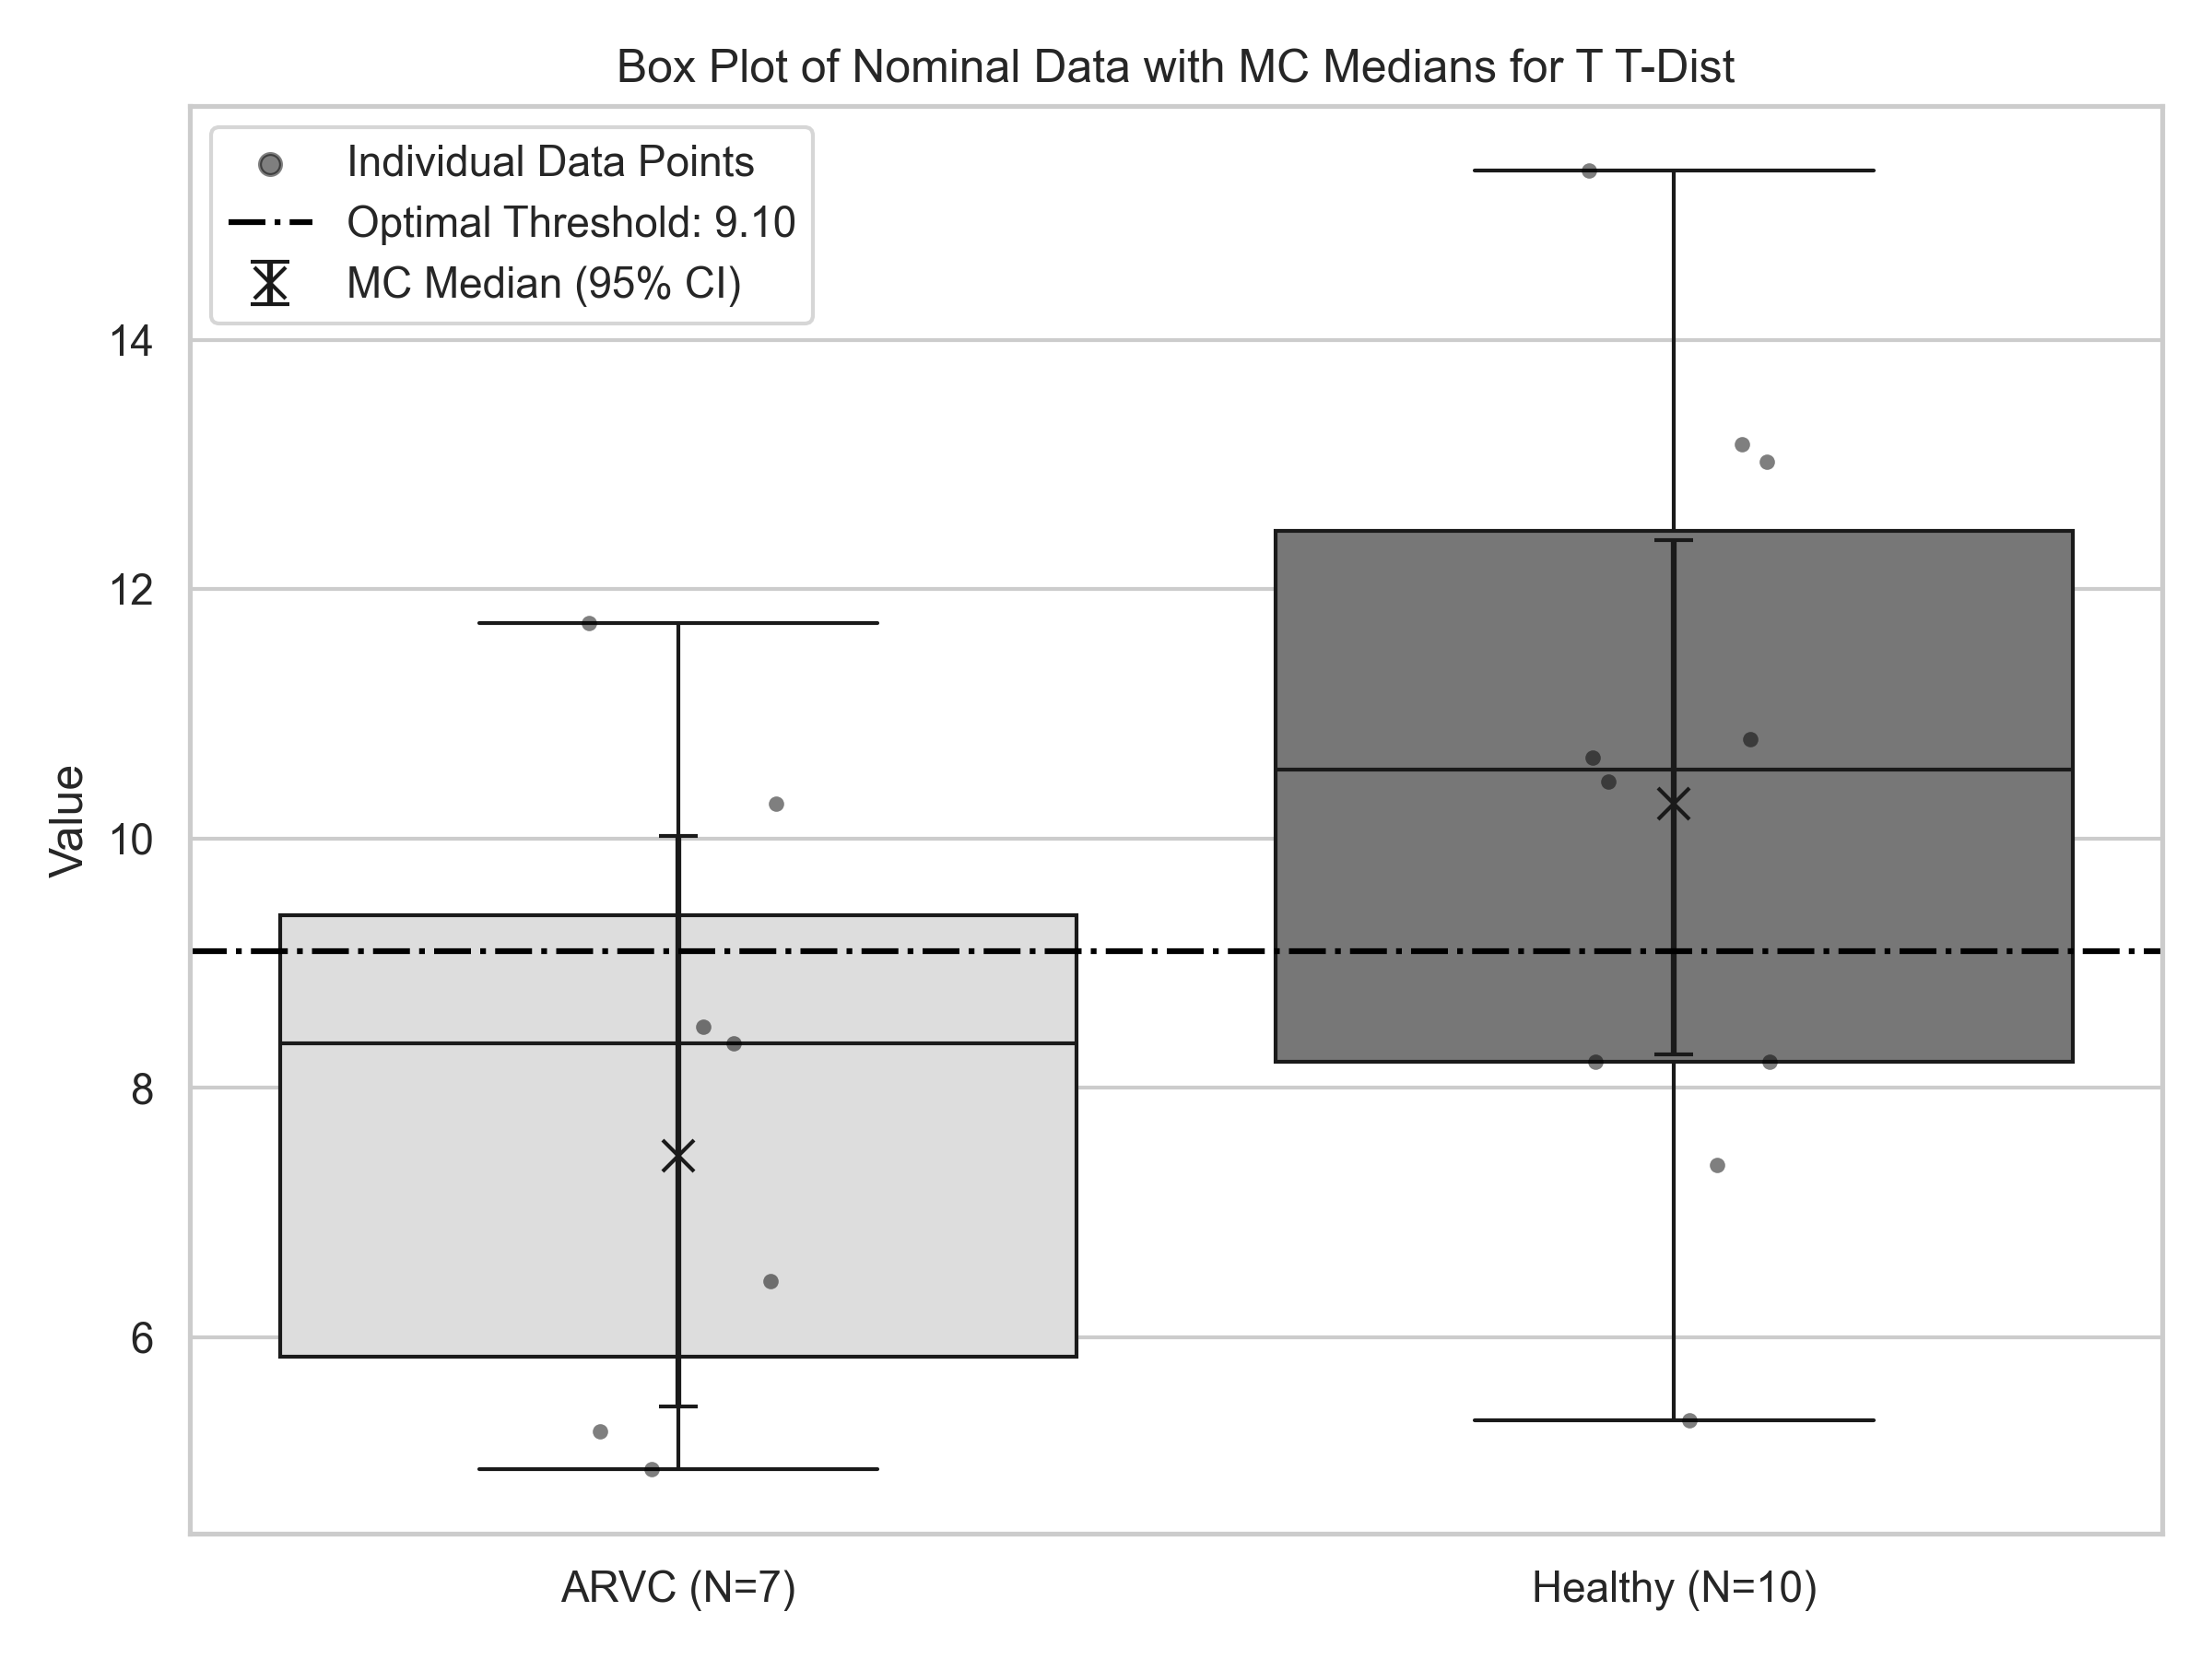 Box Plot of Nominal Data with MC Medians for T T-Dist
Individual Data Points
Optimal Threshold: 9.10
MC Median (95% CI)
14
12
10
8
6
Value
ARVC (N=7)
Healthy (N=10)